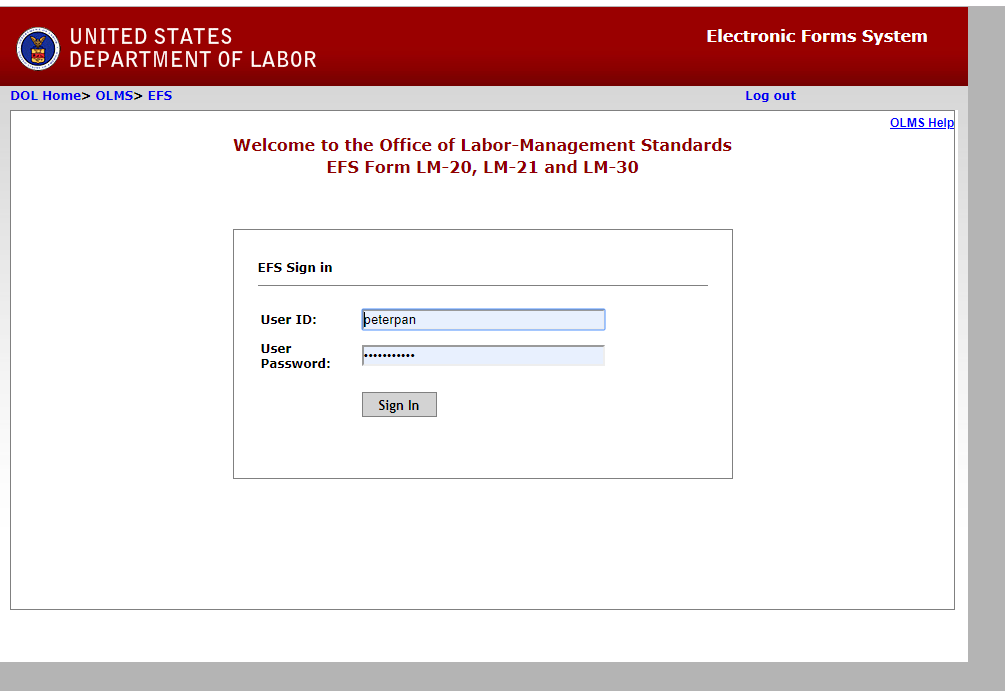 UNITED STATES
DEPARTMENT OF LABOR
Electronic Forms System
DOL Home> OLMS> EFS
Log out
OLMS Help
Welcome to the Office of Labor-Management Standards
EFS Form LM-20, LM-21 and LM-30
EFS Sign in
User ID:
peterpan
User
Password:
•••••••••••
Sign In